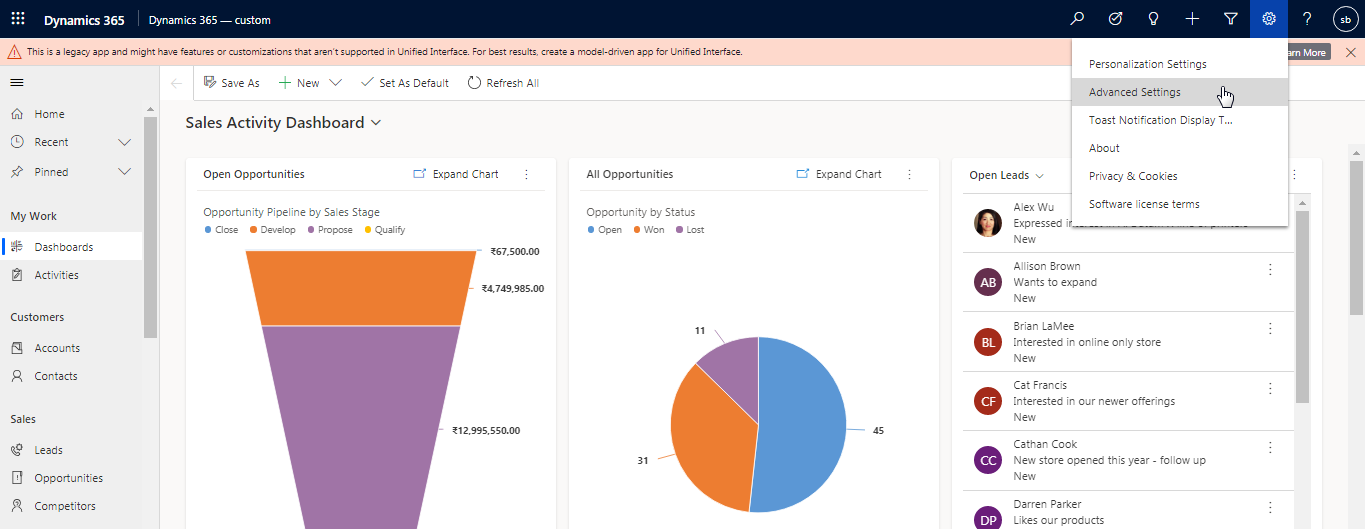 Dynamics 365
Dynamics 365 — custom
sb
This is a legacy app and might have features or customizations that aren't supported in Unified Interface. For best results, create a model-driven app for Unified Interface.
More
Personalization Settings
Advanced Settings
Toast Notification Display T...
About
Privacy & Cookies
Software license terms
Save As
New
Set As Default
Refresh All
Home
Recent
Pinned
My Work
Dashboards
Activities
Customers
Accounts
Contacts
Sales
Leads
Opportunities
Competitors
Sales Activity Dashboard
Open Opportunities
Expand Chart
Opportunity Pipeline by Sales Stage
Close Develop Propose Qualify
₹67,500.00
₹4,749,985.00
₹12,995,550.00
All Opportunities
Expand Chart
Opportunity by Status
Open Won Lost
11
45
31
Open Leads
Alex Wu
Expressed
New
AB
Allison Brown
Wants to expand
New
BL
Brian LaMee
Interested in online only store
New
CF
Cat Francis
Interested in our newer offerings
New
CC
Cathan Cook
New store opened this year - follow up
New
DP
Darren Parker
Likes our products